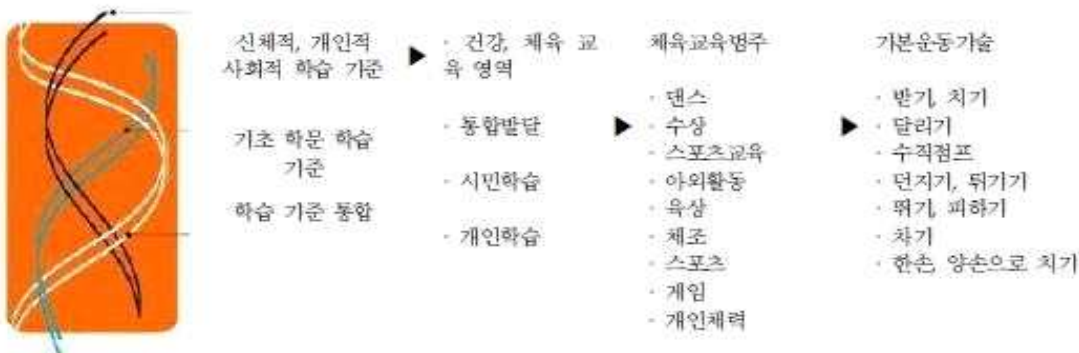 신체적, 개인적
사회적 학습 기준
기초 학문 학습
기준
학습 기준 통합
· 건강, 체육 교
육 영역
· 통합발달
· 시민학습
· 개인학습
체육교육범주
· 댄스
· 수상
· 스포츠교육
· 야외활동
· 육상
· 체조
· 스포츠
· 게임
· 개인체력
기본운동기술
· 받기, 치기
· 달리기
· 수직점프
· 던지기, 튀기기
· 뛰기, 피하기
· 차기
· 한손, 양손으로 치기